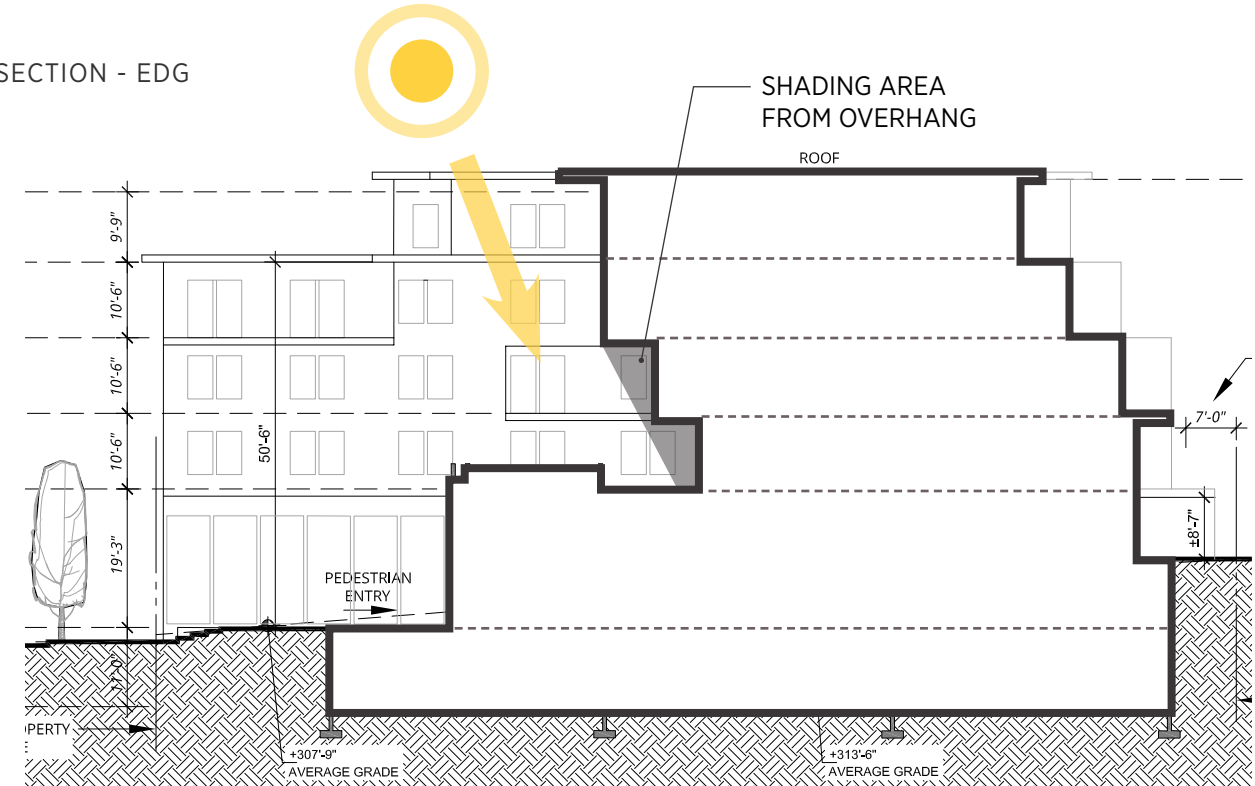 SECTION - EDG
SHADING AREA
FROM OVERHANG
ROOF
9'-9"
10'-6"
10'-6"
10'-6"
50'-6"
19'-3"
11'-0"
7'-0"
±8'-7"
PEDESTRIAN
ENTRY
OPERTY
+307'-9"
AVERAGE GRADE
+313'-6"
AVERAGE GRADE